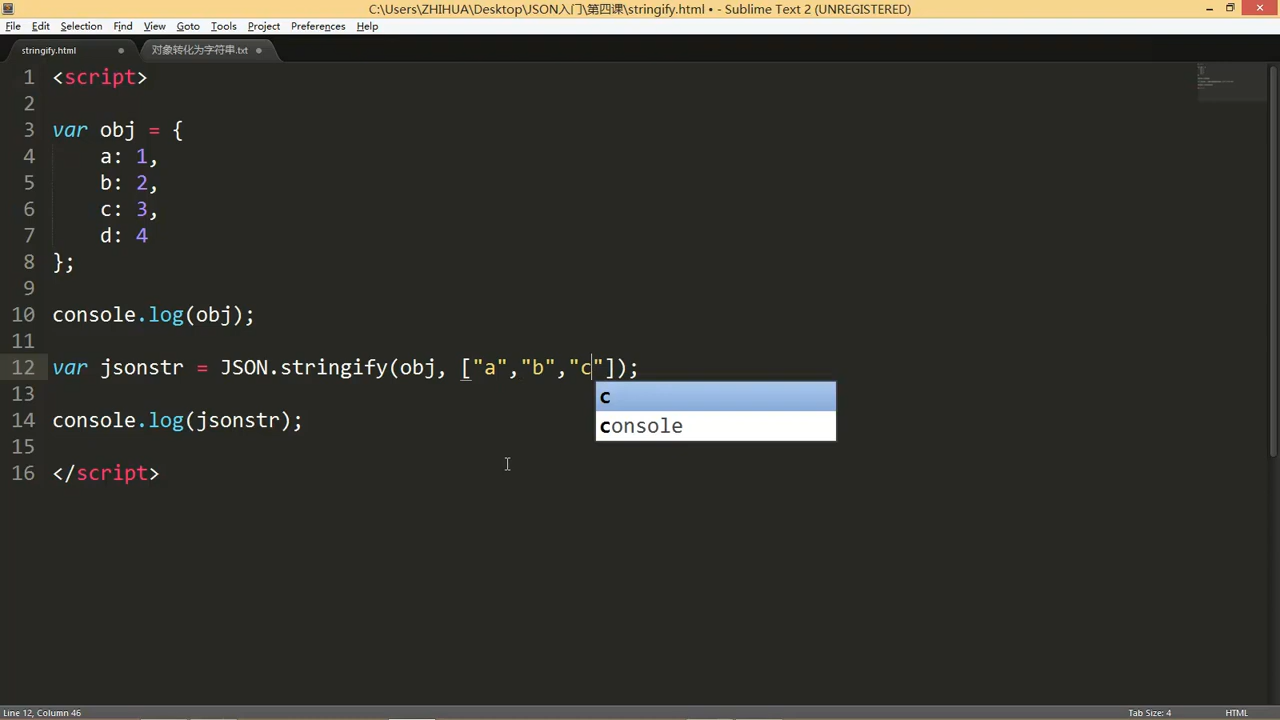 C:\Users\ZHIHUA\Desktop\JSON入门\第四课\stringify.html • - Sublime Text 2 (UNREGISTERED)
File Edit Selection Find View Goto Tools Project Preferences Help
stringify.html 对象转化为字符串.txt
1 <script>
2
3 var obj = {
4 a: 1,
5 b: 2,
6 c: 3,
7 d: 4
8 };
9
10 console.log(obj);
11
12 var jsonstr = JSON.stringify(obj, ["a","b","c"]);
c
13
console
14 console.log(jsonstr);
15
16 </script>
Line 12, Column 46 Tab Size: 4 HTML